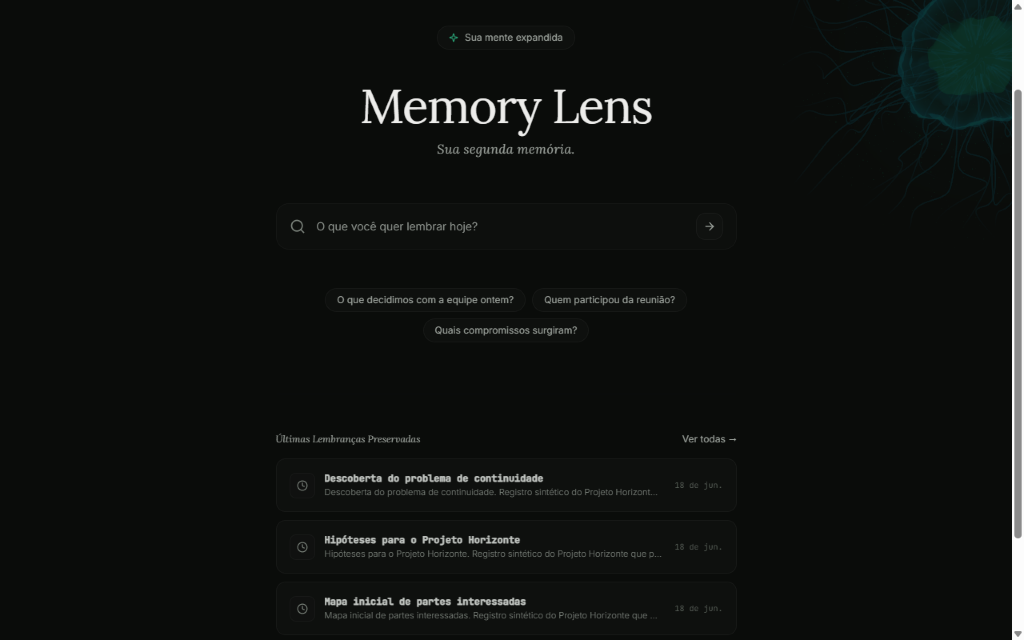 Sua mente expandida
Memory Lens
Sua segunda memória.
O que você quer lembrar hoje?
O que decidimos com a equipe ontem?
Quem participou da reunião?
Quais compromissos surgiram?
Últimas Lembranças Preservadas
Ver todas →
Descoberta do problema de continuidade
Descoberta do problema de continuidade. Registro sintético do Projeto Horizont...
18 de jun.
Hipóteses para o Projeto Horizonte
Hipóteses para o Projeto Horizonte. Registro sintético do Projeto Horizonte que p...
18 de jun.
Mapa inicial de partes interessadas
Mapa inicial de partes interessadas. Registro sintético do Projeto Horizonte que ...
18 de jun.